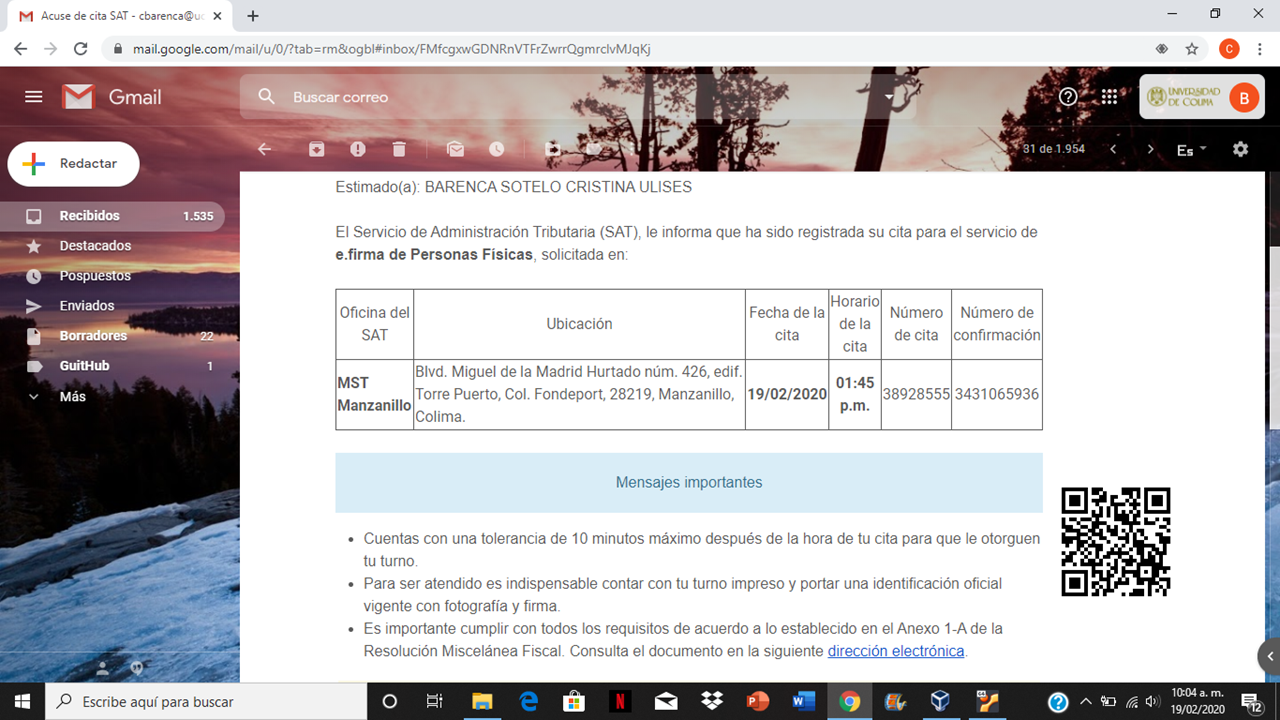 Acuse de cita SAT - cbarenca@uc
mail.google.com/mail/u/0/?tab=rm&ogbl#inbox/FMfcgxwGDNRnVTFrZwrrQgmrclvMJqKj
C
Gmail
Buscar correo
UNIVERSIDAD
DE COLIMA
B
Redactar
31 de 1.954
Es
Recibidos 1.535
Destacados
Pospuestos
Enviados
Borradores 22
GuitHub 1
Más
Estimado(a): BARENCA SOTELO CRISTINA ULISES
El Servicio de Administración Tributaria (SAT), le informa que ha sido registrada su cita para el servicio de
e.firma de Personas Físicas, solicitada en:
Oficina del SAT
Ubicación
Fecha de la cita
Horario de la cita
Número de cita
Número de confirmación
MST Manzanillo
Blvd. Miguel de la Madrid Hurtado núm. 426, edif.
Torre Puerto, Col. Fondeport, 28219, Manzanillo,
Colima.
19/02/2020
01:45 p.m.
38928555
3431065936
Mensajes importantes
• Cuentas con una tolerancia de 10 minutos máximo después de la hora de tu cita para que le otorguen
tu turno.
• Para ser atendido es indispensable contar con tu turno impreso y portar una identificación oficial
vigente con fotografía y firma.
• Es importante cumplir con todos los requisitos de acuerdo a lo establecido en el Anexo 1-A de la
Resolución Miscelánea Fiscal. Consulta el documento en la siguiente dirección electrónica.
Escribe aquí para buscar
10:04 a. m.
19/02/2020
12